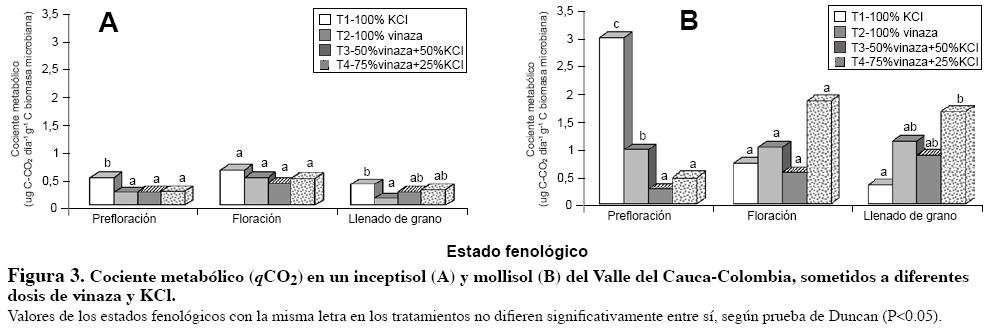 3,5
3
2,5
2
1,5
1
0,5
0
Cociente metabólico
(ug C-CO₂ dia⁻¹ g⁻¹ C biomasa microbiana)
A
T1-100% KCl
T2-100% vinaza
T3-50%vinaza+50%KCl
T4-75%vinaza+25%KCl
b
a
a
a
a
a
a
a
b
a
ab
ab
Prefloración
Floración
Llenado de grano
3,5
3
2,5
2
1,5
1
0,5
0
Cociente metabólico
(ug C-CO₂ dia⁻¹ g⁻¹ C biomasa microbiana)
B
T1-100% KCl
T2-100% vinaza
T3-50%vinaza+50%KCl
T4-75%vinaza+25%KCl
c
b
a
a
a
a
a
a
a
ab
ab
b
Prefloración
Floración
Llenado de grano
Estado fenológico
Figura 3. Cociente metabólico (qCO₂) en un inceptisol (A) y mollisol (B) del Valle del Cauca-Colombia, sometidos a diferentes
dosis de vinaza y KCl.
Valores de los estados fenológicos con la misma letra en los tratamientos no difieren significativamente entre sí, según prueba de Duncan (P<0.05).